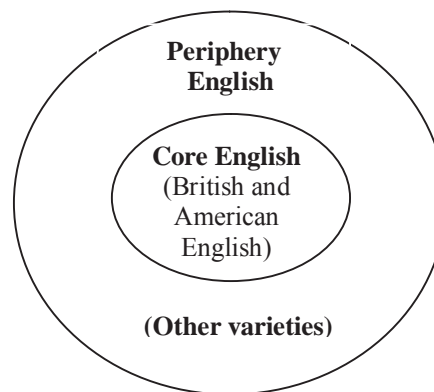 Periphery
English
Core English
(British and
American
English)
(Other varieties)